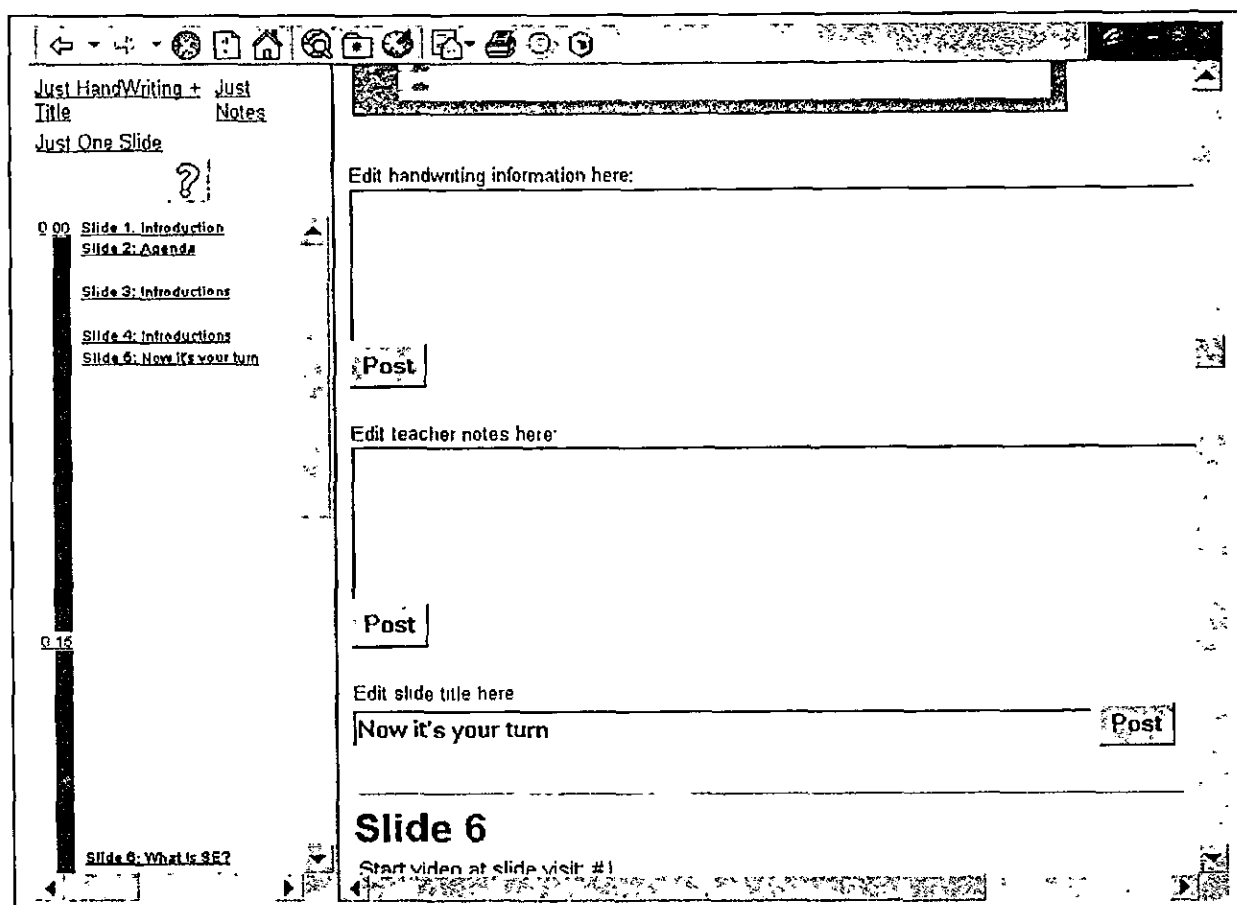 Just HandWriting + Title
Just Notes
Just One Slide
?
0 00
Slide 1. Introduction
Slide 2: Agenda
Slide 3: Introductions
Slide 4: Introductions
Slide 5: Now it's your turn
0 15
Slide 6: What is SE?
Edit handwriting information here:
Post
Edit teacher notes here:
Post
Edit slide title here
Now it's your turn
Post
Slide 6
Start video at slide visit: #1